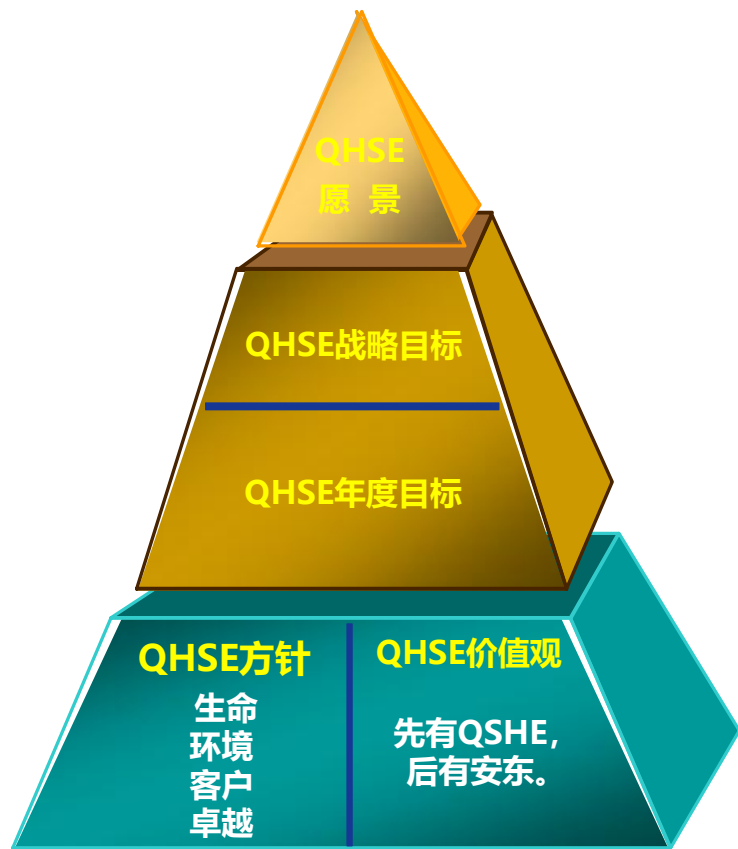 QHSE
愿 景
QHSE战略目标
QHSE年度目标
QHSE方针
生命
环境
客户
卓越
QHSE价值观
先有QSHE，
后有安东。